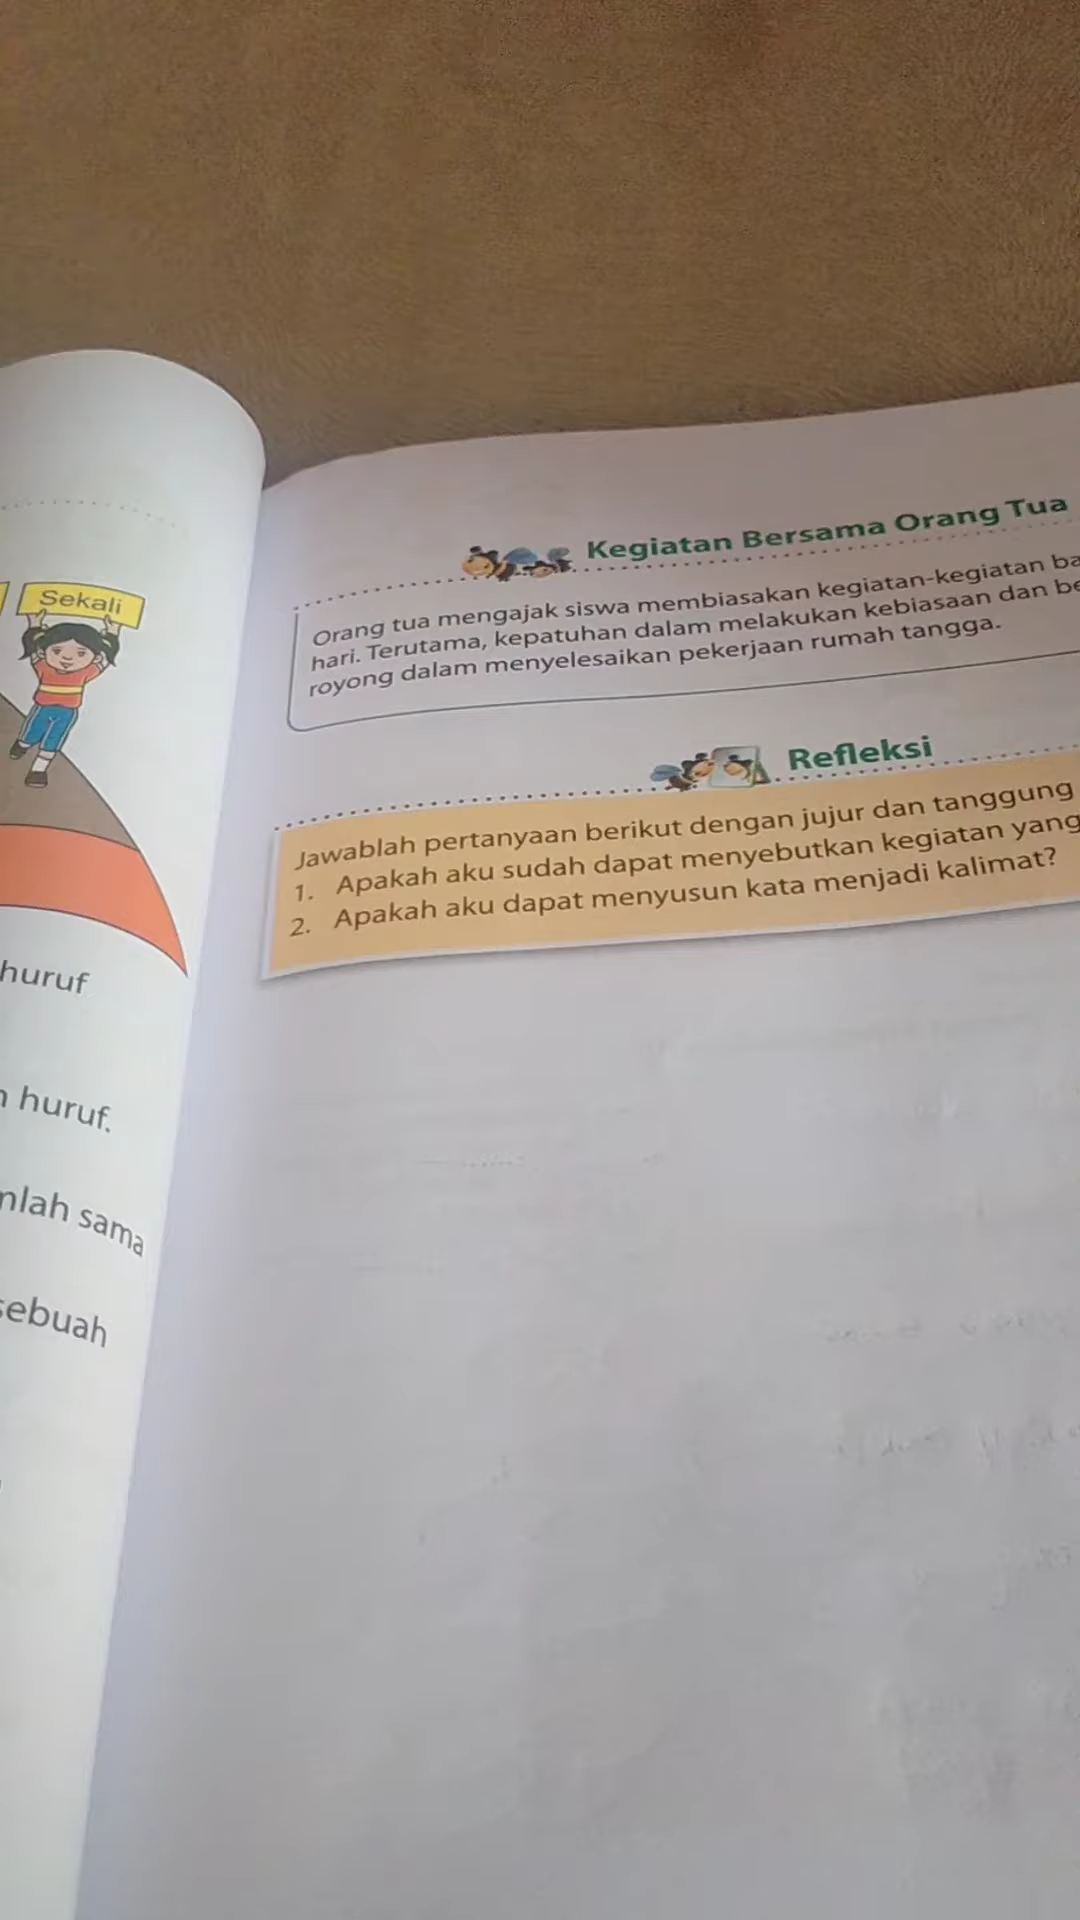 Sekali
huruf
huruf.
sama
sebuah
Kegiatan Bersama Orang Tua
Orang tua mengajak siswa membiasakan kegiatan-kegiatan
hari. Terutama, kepatuhan dalam melakukan kebiasaan dan
royong dalam menyelesaikan pekerjaan rumah tangga.
Refleksi
Jawablah pertanyaan berikut dengan jujur dan tanggung
1. Apakah aku sudah dapat menyebutkan kegiatan yang
2. Apakah aku dapat menyusun kata menjadi kalimat?